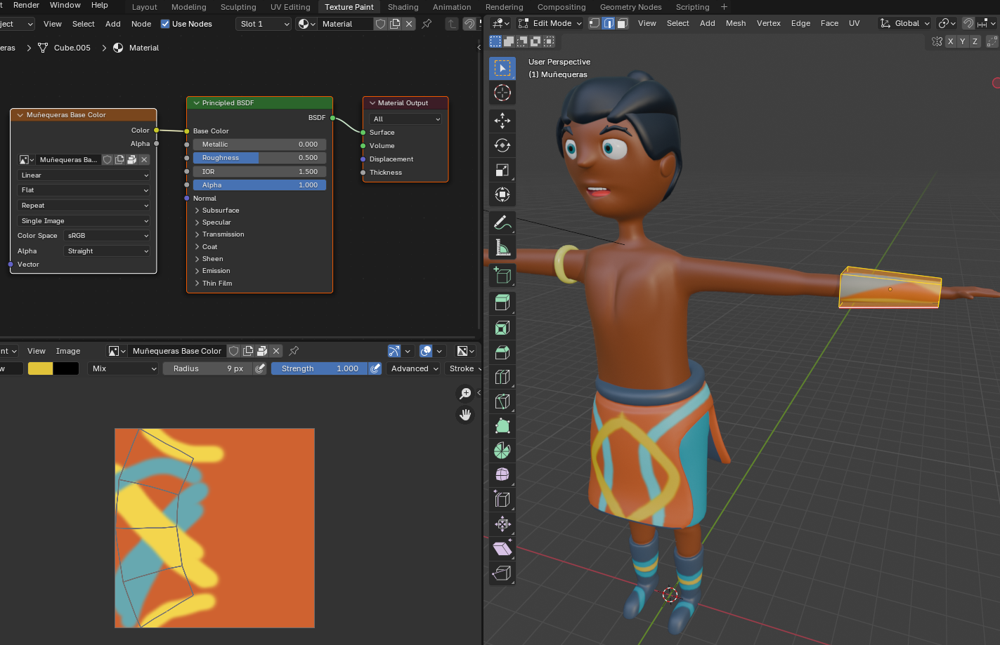 Render Window Help Layout Modeling Sculpting UV Editing Texture Paint Shading Animation Rendering Compositing Geometry Nodes Scripting +
ject View Select Add Node Use Nodes Slot 1 Material
Edit Mode View Select Add Mesh Vertex Edge Face UV Global
eras > Cube.005 > Material
X Y Z
User Perspective
(1) Muñequeras
Muñequeras Base Color
Color
Alpha
Muñequeras Ba...
Linear
Flat
Repeat
Single Image
Color Space sRGB
Alpha Straight
Vector
Principled BSDF
BSDF
Base Color
Metallic 0.000
Roughness 0.500
IOR 1.500
Alpha 1.000
Normal
Subsurface
Specular
Transmission
Coat
Sheen
Emission
Thin Film
Material Output
All
Surface
Volume
Displacement
Thickness
nt View Image Muñequeras Base Color
w Mix Radius 9 px Strength 1.000 Advanced Stroke